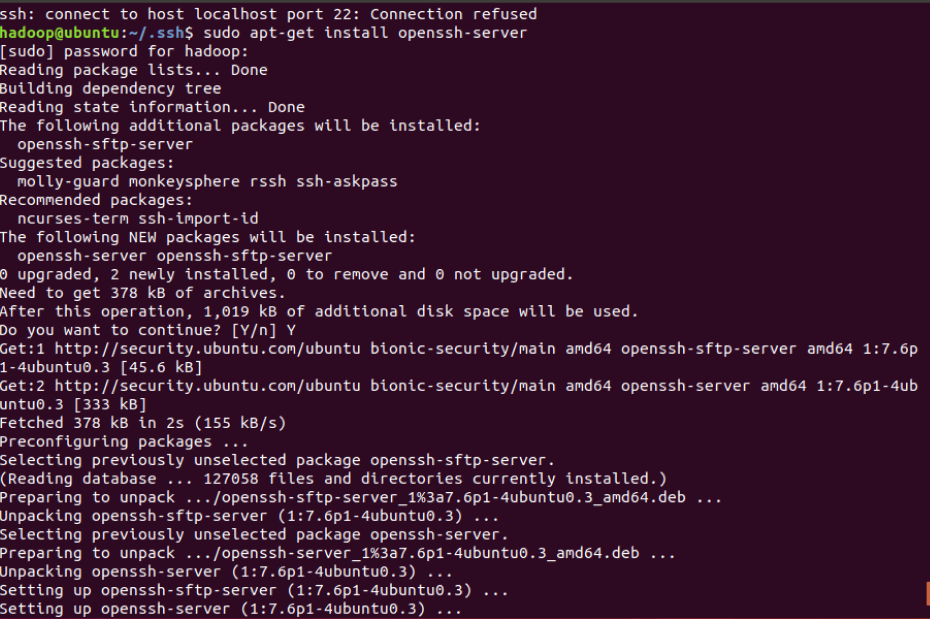 ssh: connect to host localhost port 22: Connection refused
hadoop@ubuntu:~/.ssh$ sudo apt-get install openssh-server
[sudo] password for hadoop:
Reading package lists... Done
Building dependency tree
Reading state information... Done
The following additional packages will be installed:
  openssh-sftp-server
Suggested packages:
  molly-guard monkeysphere rssh ssh-askpass
Recommended packages:
  ncurses-term ssh-import-id
The following NEW packages will be installed:
  openssh-server openssh-sftp-server
0 upgraded, 2 newly installed, 0 to remove and 0 not upgraded.
Need to get 378 kB of archives.
After this operation, 1,019 kB of additional disk space will be used.
Do you want to continue? [Y/n] Y
Get:1 http://security.ubuntu.com/ubuntu bionic-security/main amd64 openssh-sftp-server amd64 1:7.6p
1-4ubuntu0.3 [45.6 kB]
Get:2 http://security.ubuntu.com/ubuntu bionic-security/main amd64 openssh-server amd64 1:7.6p1-4ub
untu0.3 [333 kB]
Fetched 378 kB in 2s (155 kB/s)
Preconfiguring packages ...
Selecting previously unselected package openssh-sftp-server.
(Reading database ... 127058 files and directories currently installed.)
Preparing to unpack .../openssh-sftp-server_1%3a7.6p1-4ubuntu0.3_amd64.deb ...
Unpacking openssh-sftp-server (1:7.6p1-4ubuntu0.3) ...
Selecting previously unselected package openssh-server.
Preparing to unpack .../openssh-server_1%3a7.6p1-4ubuntu0.3_amd64.deb ...
Unpacking openssh-server (1:7.6p1-4ubuntu0.3) ...
Setting up openssh-sftp-server (1:7.6p1-4ubuntu0.3) ...
Setting up openssh-server (1:7.6p1-4ubuntu0.3) ...